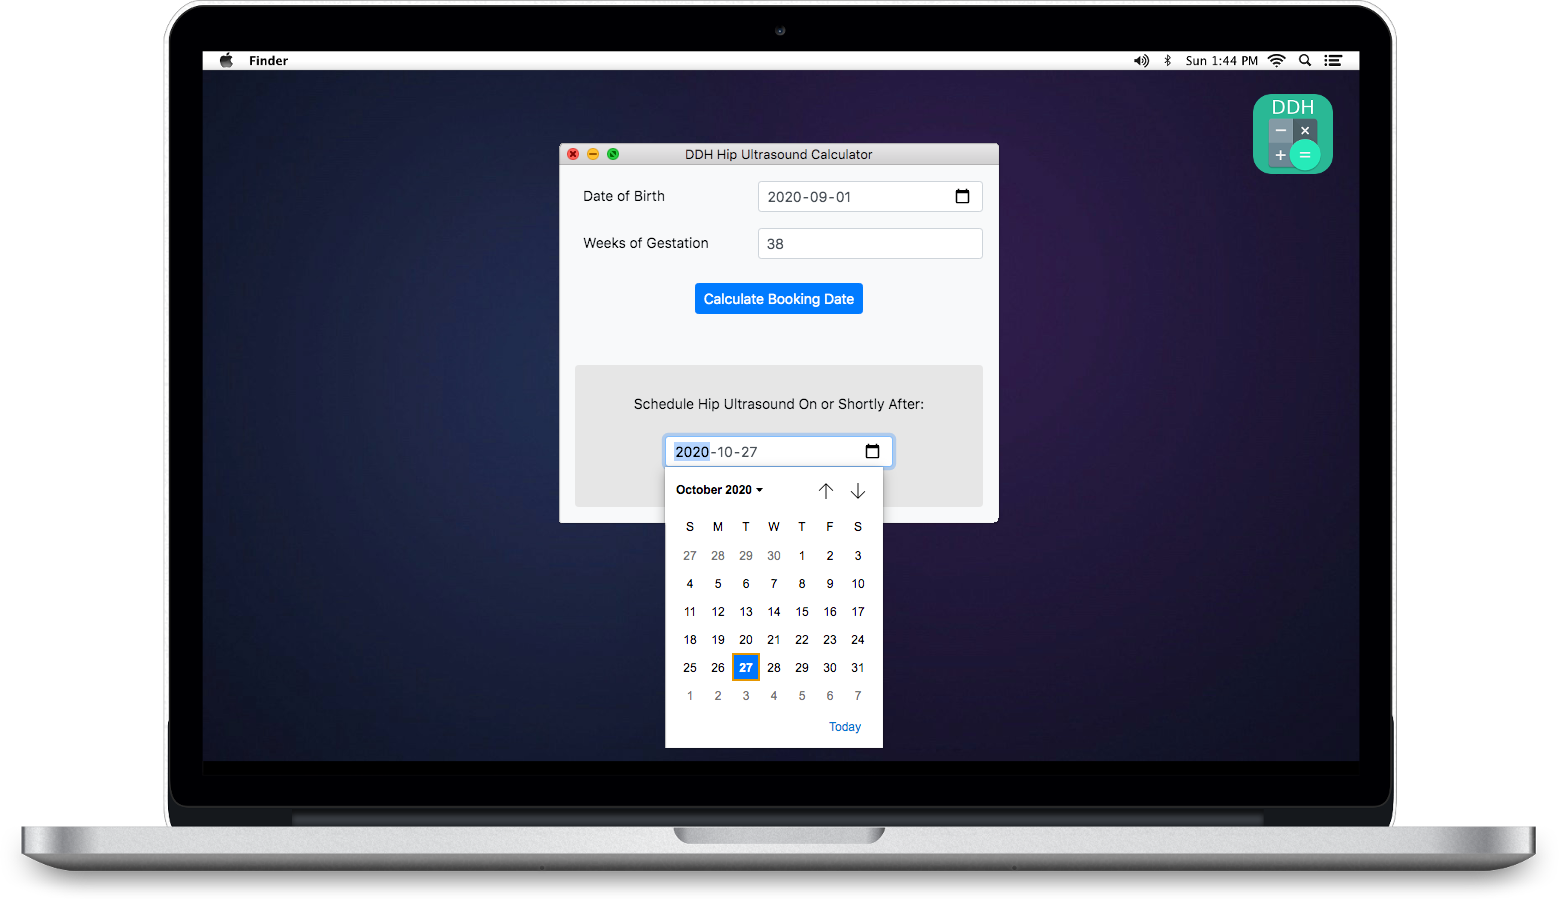 Finder
Sun 1:44 PM
DDH
− ×
+ =
DDH Hip Ultrasound Calculator
Date of Birth
2020-09-01
Weeks of Gestation
38
Calculate Booking Date
Schedule Hip Ultrasound On or Shortly After:
2020-10-27
October 2020
S M T W T F S
27 28 29 30 1 2 3
4 5 6 7 8 9 10
11 12 13 14 15 16 17
18 19 20 21 22 23 24
25 26 27 28 29 30 31
1 2 3 4 5 6 7
Today